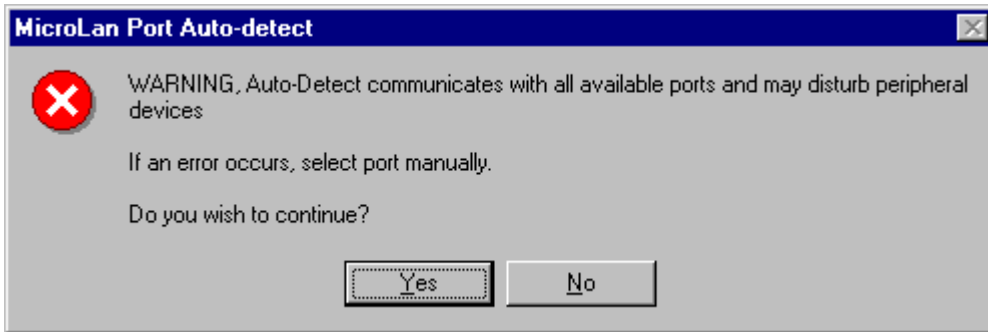 MicroLan Port Auto-detect
WARNING, Auto-Detect communicates with all available ports and may disturb peripheral
devices
If an error occurs, select port manually.
Do you wish to continue?
Yes
No